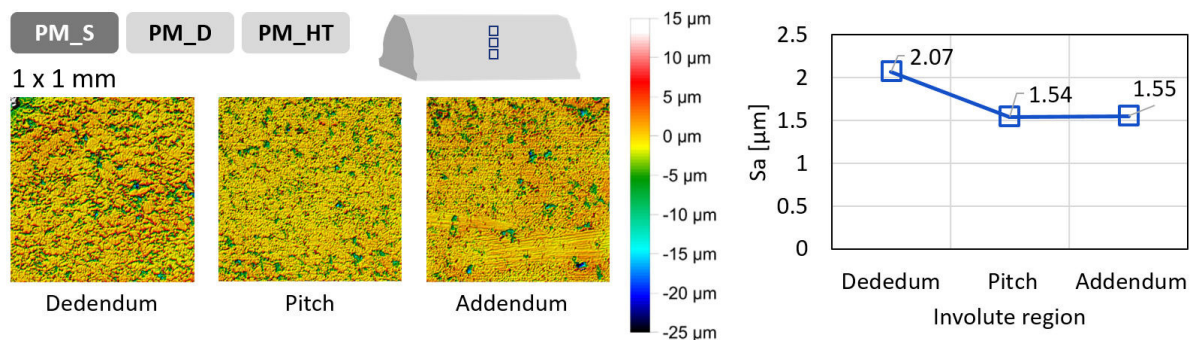 PM_S PM_D PM_HT
1 x 1 mm
Dedendum Pitch Addendum
15 µm
10 µm
5 µm
0 µm
-5 µm
-10 µm
-15 µm
-20 µm
-25 µm
Sa [µm]
2.5
2
1.5
1
0.5
0
2.07
1.54
1.55
Dededum Pitch Addendum
Involute region